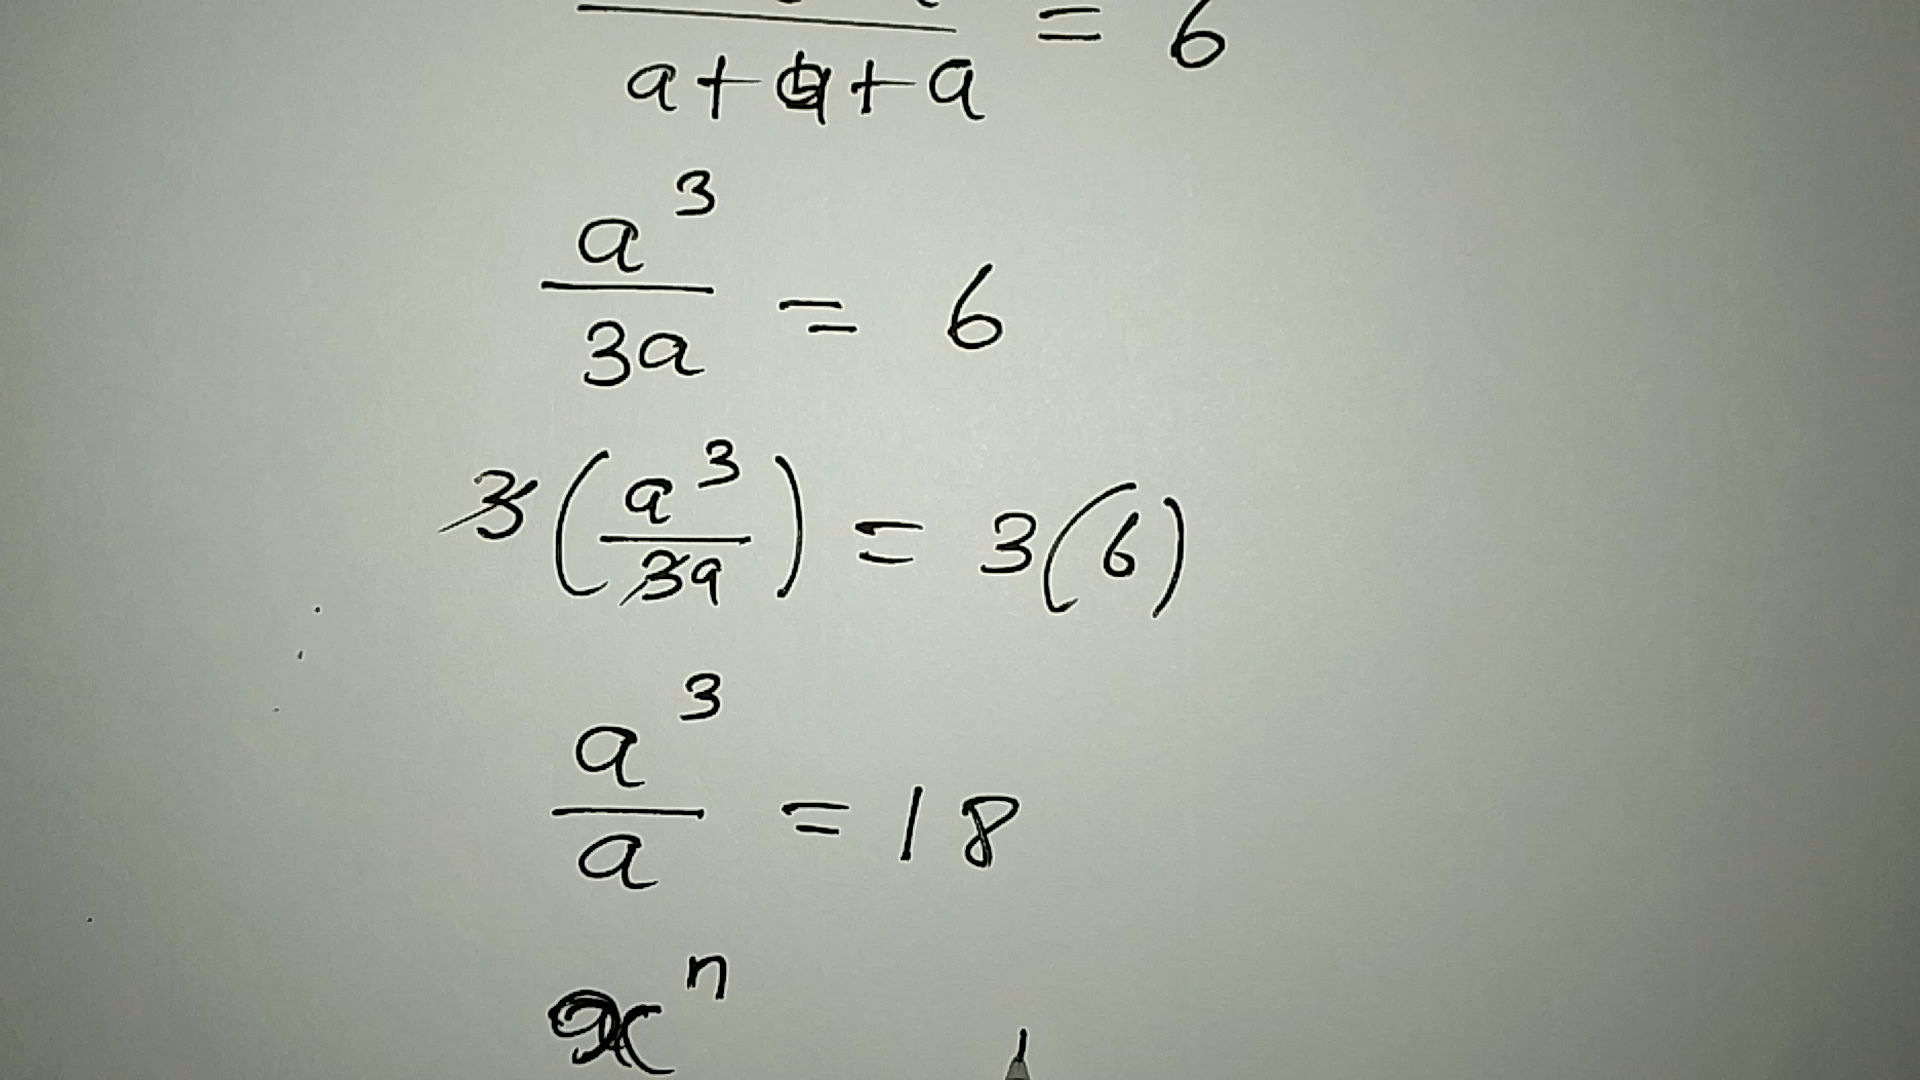 a+a+a = 6
a³/3a = 6
3(a³/3a) = 3(6)
a³/a = 18
xⁿ